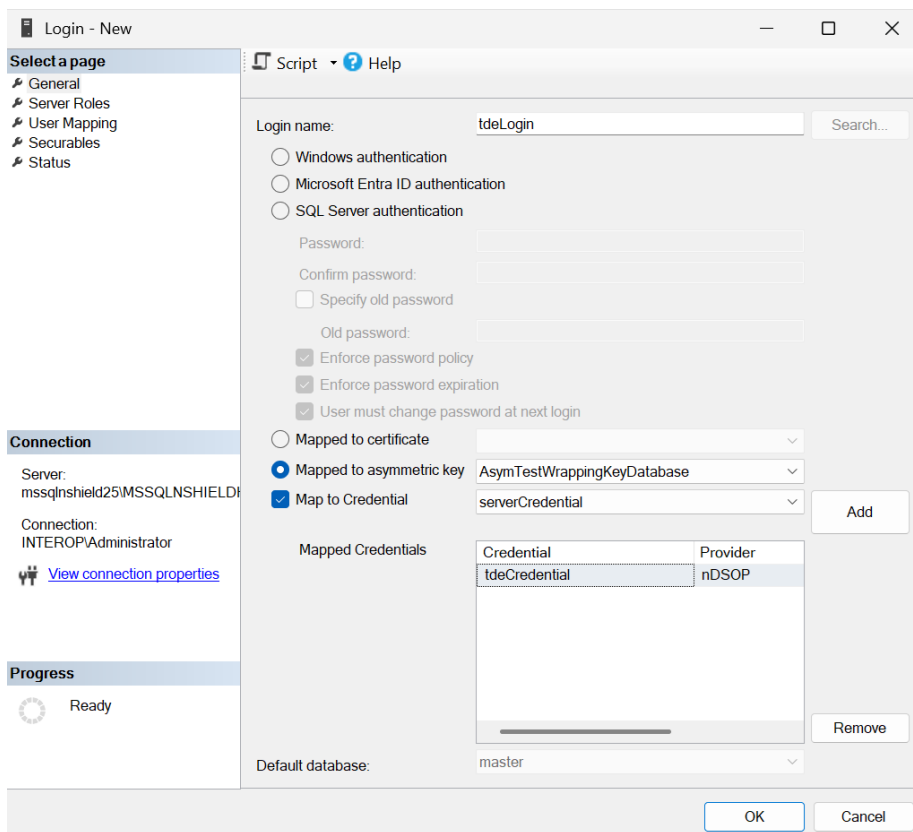 Login - New
Select a page
General
Server Roles
User Mapping
Securables
Status
Script
Help
Login name:
tdeLogin
Search...
Windows authentication
Microsoft Entra ID authentication
SQL Server authentication
Password:
Confirm password:
Specify old password
Old password:
Enforce password policy
Enforce password expiration
User must change password at next login
Mapped to certificate
Mapped to asymmetric key
AsymTestWrappingKeyDatabase
Map to Credential
serverCredential
Add
Mapped Credentials
Credential
Provider
tdeCredential
nDSOP
Remove
Default database:
master
Connection
Server:
mssqlnshield25\MSSQLNSHIELD
Connection:
INTEROP\Administrator
View connection properties
Progress
Ready
OK
Cancel